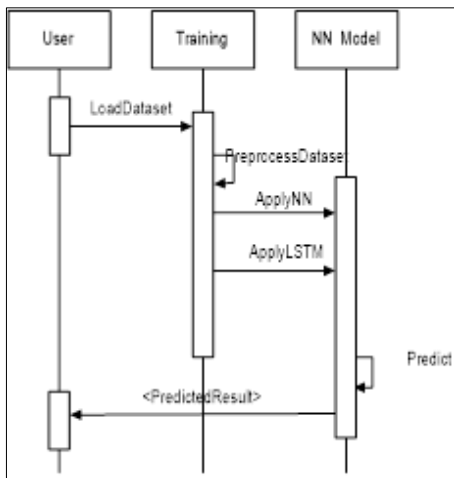 User Training NN Model
LoadDataset
PreprocessDataset
ApplyNN
ApplyLSTM
Predict
<PredictedResult>